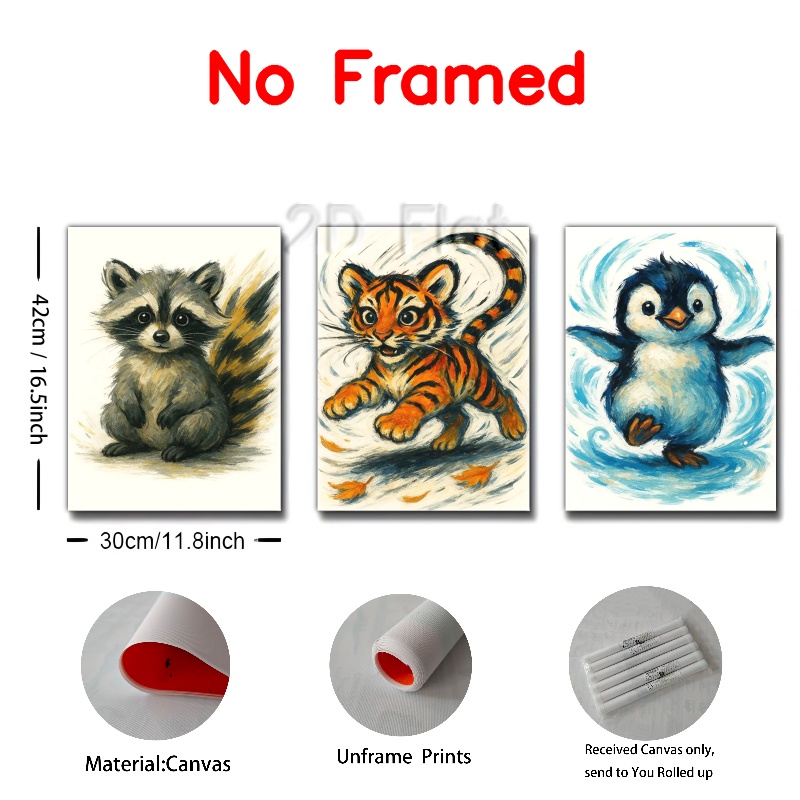 No Framed
2D Flat
42cm / 16.5inch
30cm/11.8inch
Material:Canvas
Unframe Prints
Received Canvas only,
send to You Rolled up